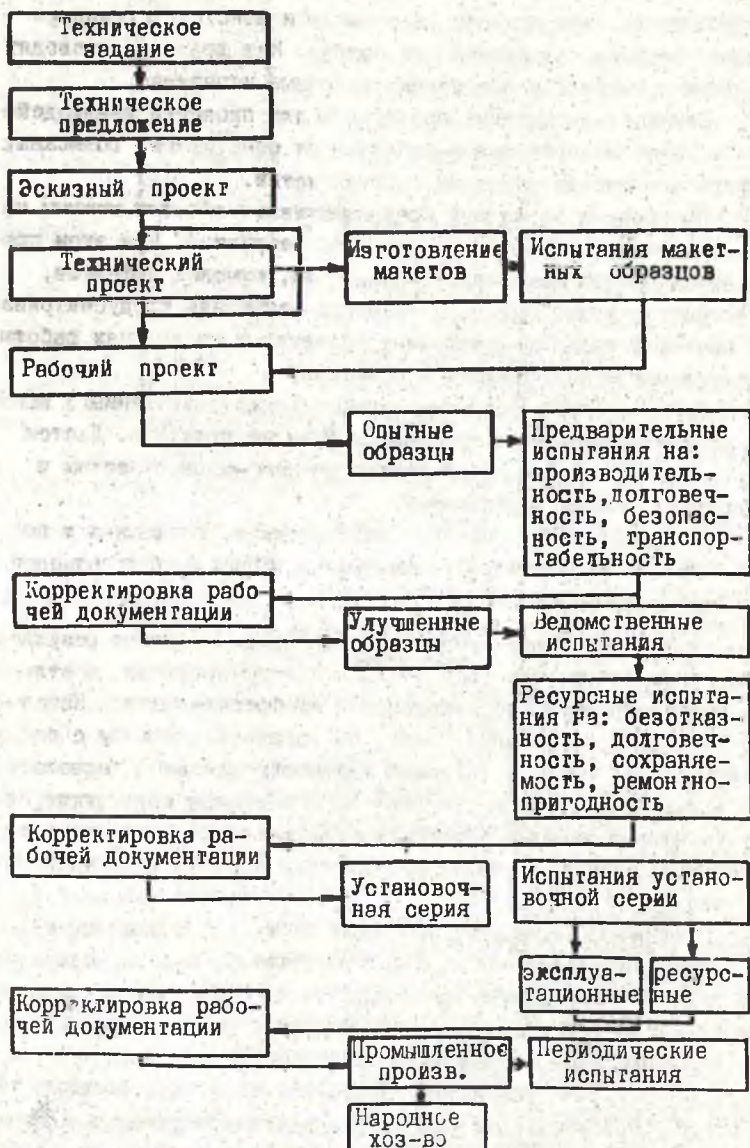 Техническое
задание
Техническое
предложение
Эскизный проект
Технический
проект
Изготовление
макетов
Испытания макет-
ных образцов
Рабочий проект
Опытные
образцы
Предварительные
испытания на:
производитель-
ность, долговеч-
ность, безопас-
ность, транспор-
табельность
Корректировка рабо-
чей документации
Улучшенные
образцы
Ведомственные
испытания
Ресурсные испыта-
ния на: безотказ-
ность, долговеч-
ность, сохраняе-
мость, ремонтно-
пригодность
Корректировка ра-
бочей документации
Установоч-
ная серия
Испытания устано-
вочной серии
эксплуа-
тационные
ресурс-
ные
Корректировка рабо-
чей документации
Промышленное
произв.
Периодические
испытания
Народное
хоз-во